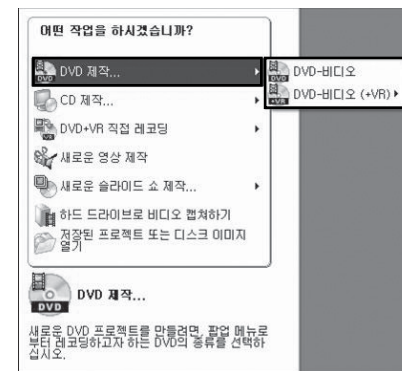 어떤 작업을 하시겠습니까?
DVD 제작...
DVD-비디오
DVD-비디오 (+VR)
CD 제작...
DVD+VR 직접 레코딩
새로운 영상 제작
새로운 슬라이드 쇼 제작...
하드 드라이브로 비디오 캡쳐하기
저장된 프로젝트 또는 디스크 이미지
열기
DVD 제작...
새로운 DVD 프로젝트를 만들려면, 팝업 메뉴로
부터 레코딩하고자 하는 DVD의 종류를 선택하
십시오.